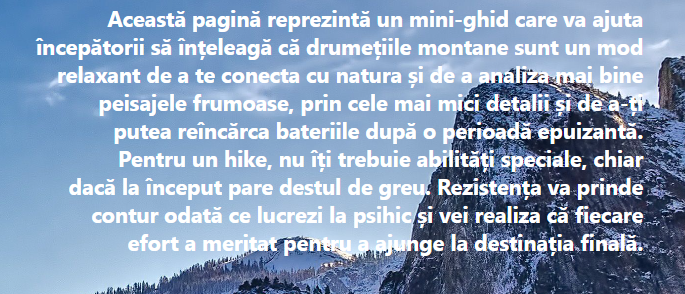 Această pagină reprezintă un mini-ghid care va ajuta
începătorii să înțeleagă că drumețiile montane sunt un mod
relaxant de a te conecta cu natura și de a analiza mai bine
peisajele frumoase, prin cele mai mici detalii și de a-ți
putea reîncărca bateriile după o perioadă epuizantă.
Pentru un hike, nu îți trebuie abilități speciale, chiar
dacă la început pare destul de greu. Rezistența va prinde
contur odată ce lucrezi la psihic și vei realiza că fiecare
efort a meritat pentru a ajunge la destinația finală.